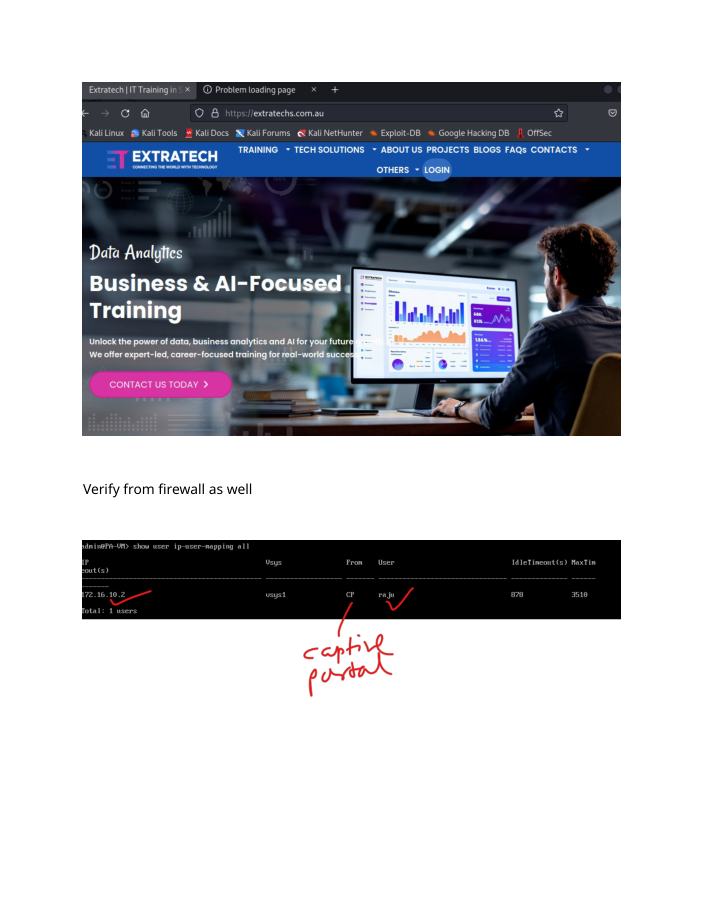 Extratech | IT Training in S × Problem loading page × +
https://extratechs.com.au
Kali Linux Kali Tools Kali Docs Kali Forums Kali NetHunter Exploit-DB Google Hacking DB OffSec
EXTRATECH
CONNECTING THE WORLD WITH TECHNOLOGY
TRAINING TECH SOLUTIONS ABOUT US PROJECTS BLOGS FAQs CONTACTS
OTHERS LOGIN
Data Analytics
Business & AI-Focused
Training
Unlock the power of data, business analytics and AI for your future
We offer expert-led, career-focused training for real-world succes
CONTACT US TODAY
Verify from firewall as well
admin@PA-VM> show user ip-user-mapping all
IP Vsys From User IdleTimeout(s) MaxTim
eout(s)
172.16.10.2 vsys1 CP raju 878 3510
Total: 1 users
captive
portal